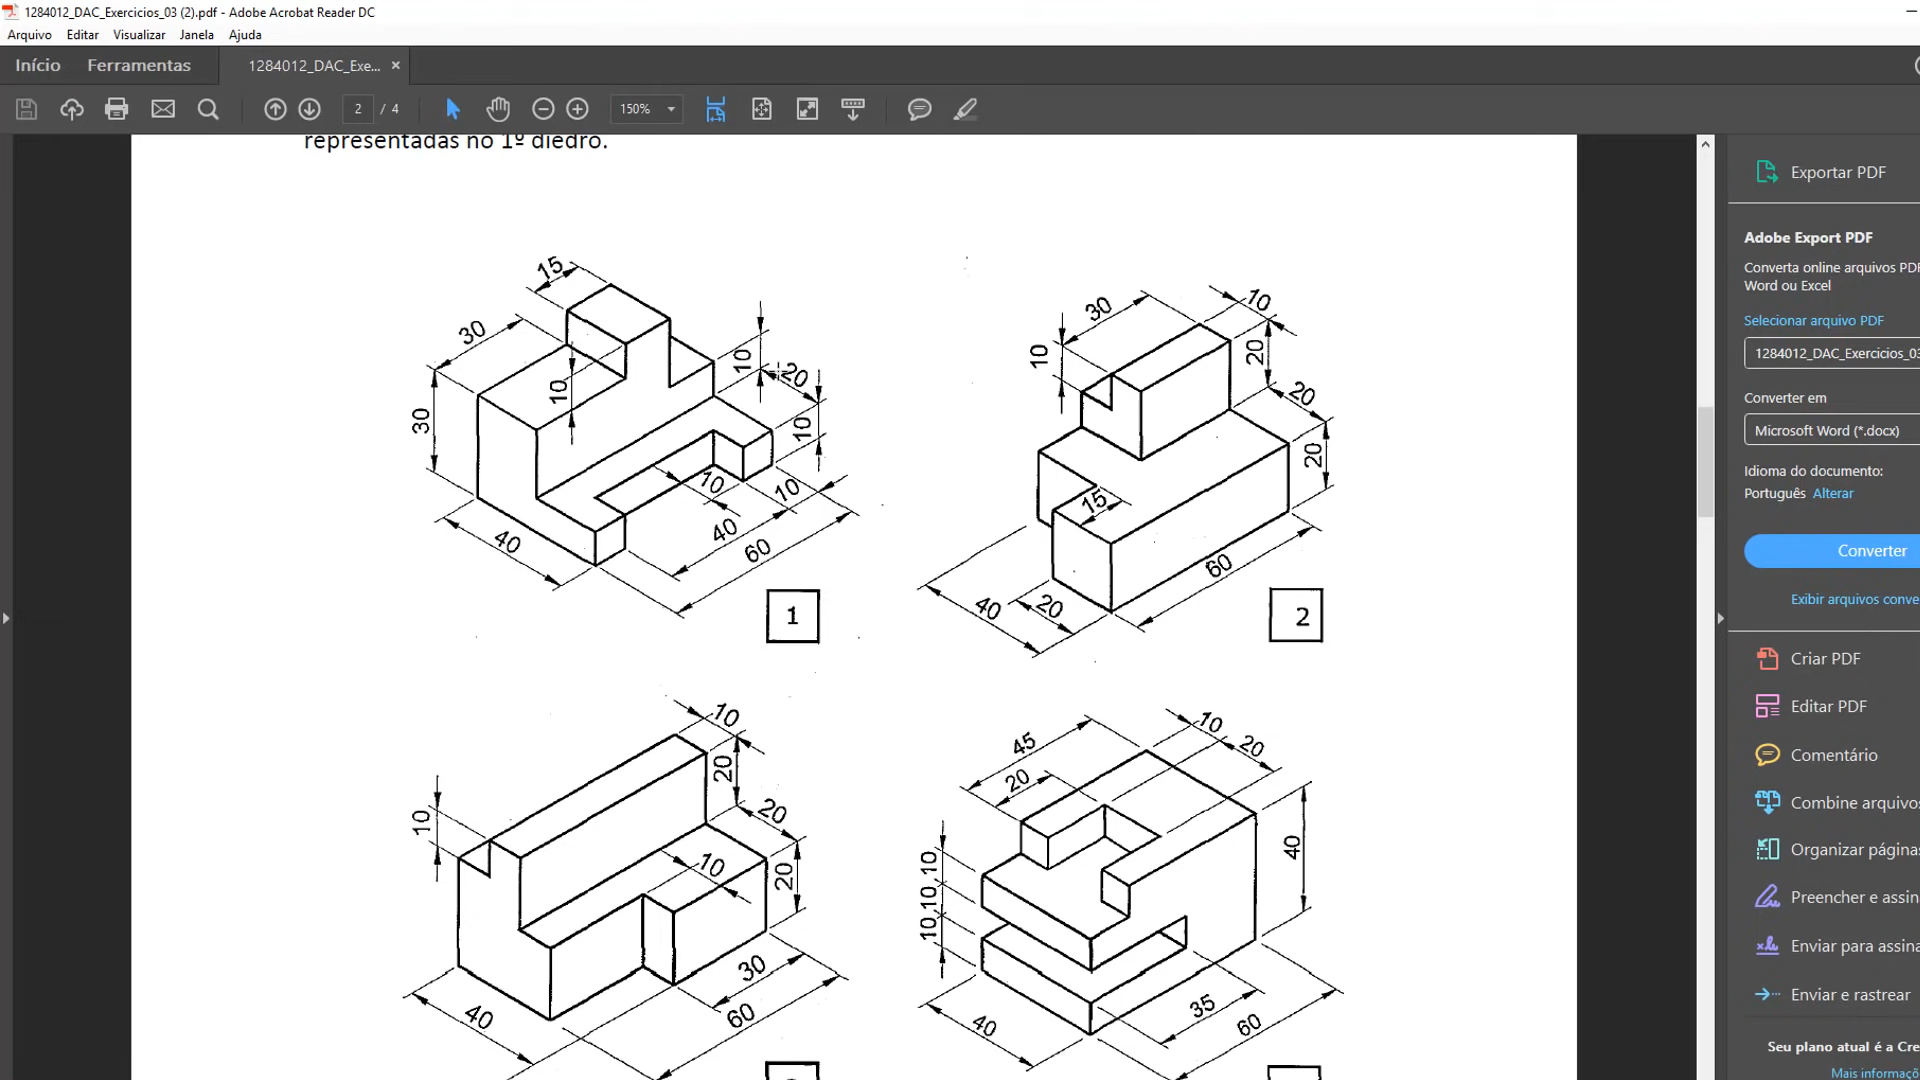 1284012_DAC_Exercicios_03 (2).pdf - Adobe Acrobat Reader DC
Arquivo Editar Visualizar Janela Ajuda
Início Ferramentas 1284012_DAC_Exe... ×
2 / 4 150%
representadas no 1º diedro.
15
30
10
10
20
30
10
10
10
40
40
60
1
30
10
10
20
20
20
15
60
40
20
2
10
20
10
20
10
20
30
40
60
45
10
20
20
40
10
10
10
35
40
60
Exportar PDF
Adobe Export PDF
Converta online arquivos PDF
Word ou Excel
Selecionar arquivo PDF
1284012_DAC_Exercicios_03
Converter em
Microsoft Word (*.docx)
Idioma do documento:
Português Alterar
Converter
Exibir arquivos conve
Criar PDF
Editar PDF
Comentário
Combine arquivos
Organizar páginas
Preencher e assin
Enviar para assina
Enviar e rastrear
Seu plano atual é a Cre
Mais informaçõ